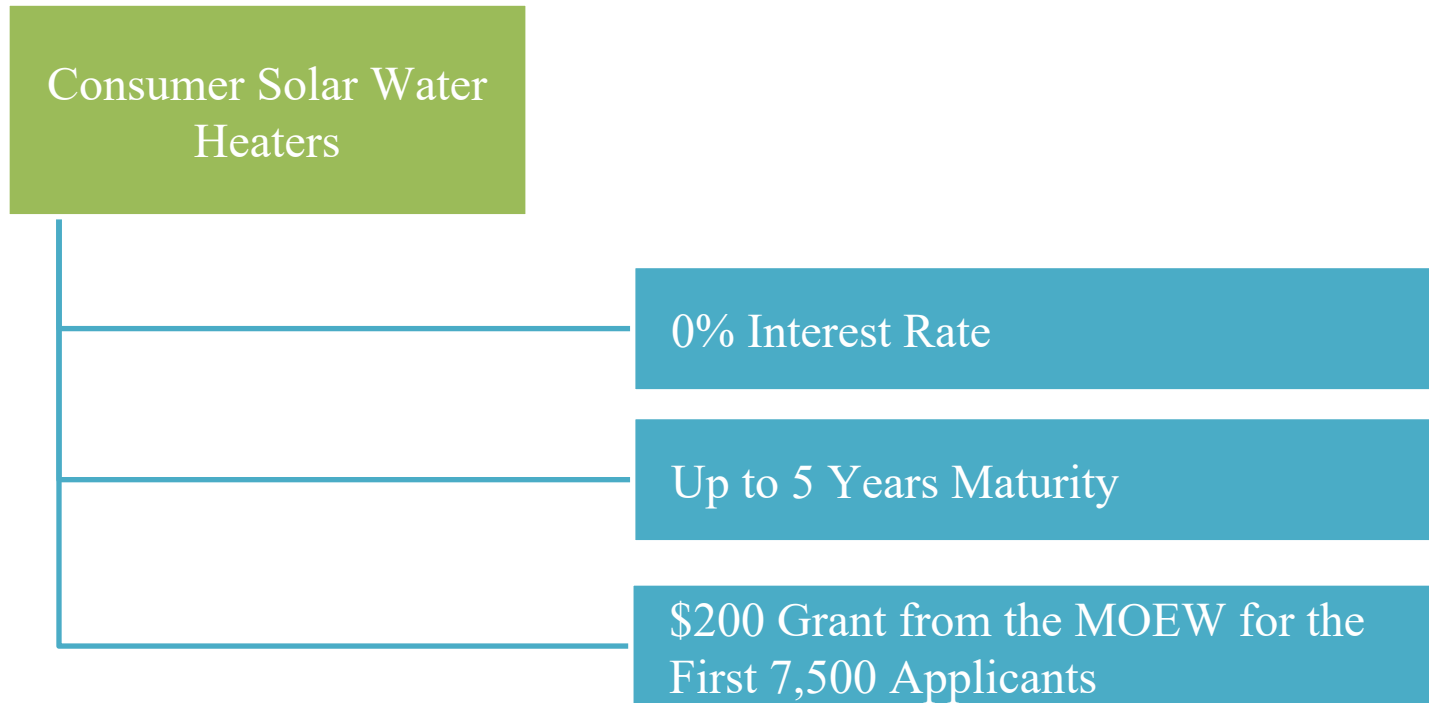 Consumer Solar Water
Heaters
0% Interest Rate
Up to 5 Years Maturity
$200 Grant from the MOEW for the
First 7,500 Applicants